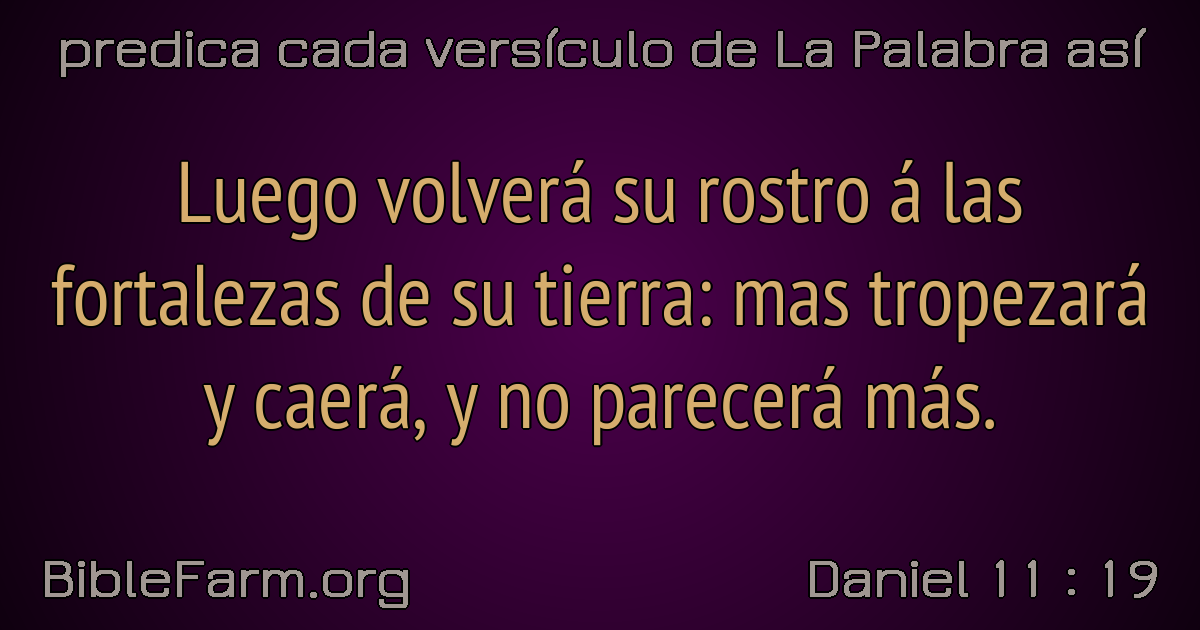 predica cada versículo de La Palabra así
Luego volverá su rostro á las
fortalezas de su tierra: mas tropezará
y caerá, y no parecerá más.
BibleFarm.org
Daniel 11 : 19